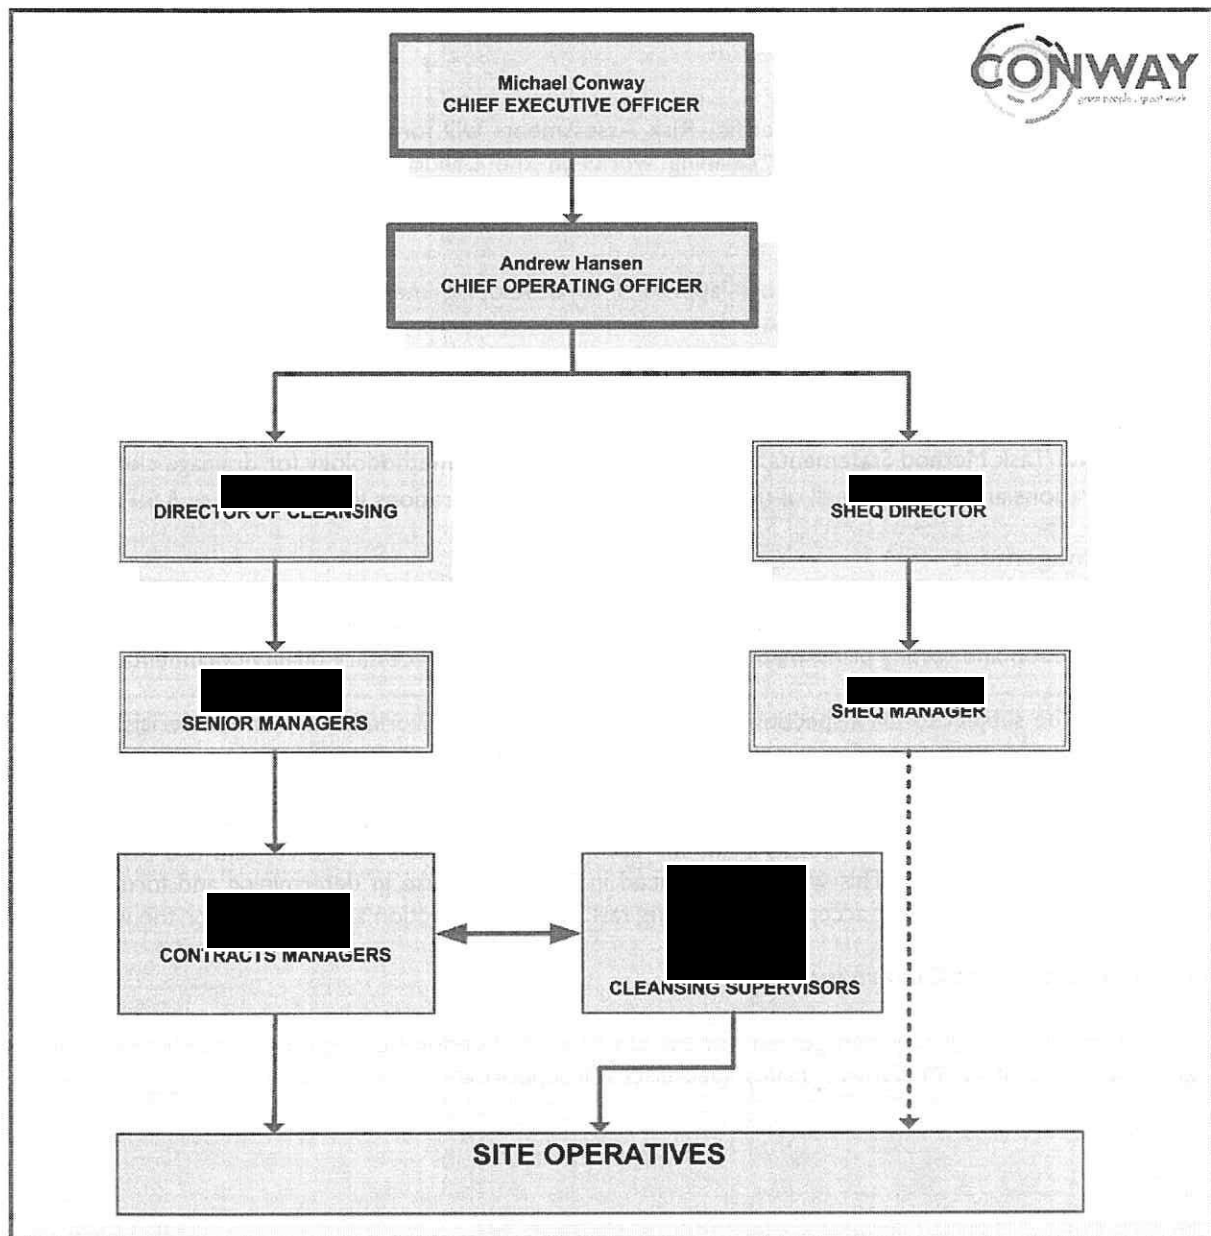 CONWAY
Michael Conway
CHIEF EXECUTIVE OFFICER
Andrew Hansen
CHIEF OPERATING OFFICER
DIRECTOR OF CLEANSING
SHEQ DIRECTOR
SENIOR MANAGERS
SHEQ MANAGER
CONTRACTS MANAGERS
CLEANSING SUPERVISORS
SITE OPERATIVES